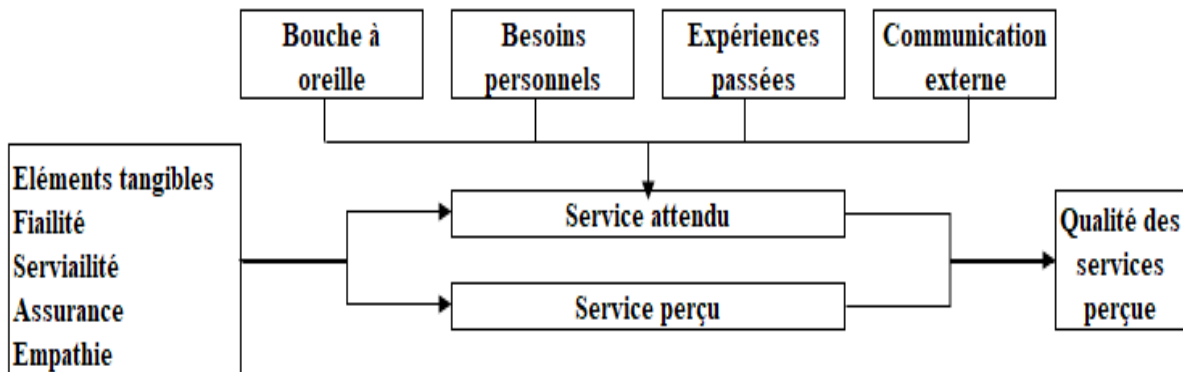 Bouche à
oreille
Besoins
personnels
Expériences
passées
Communication
externe
Eléments tangibles
Fiailité
Serviailité
Assurance
Empathie
Service attendu
Service perçu
Qualité des
services
perçue